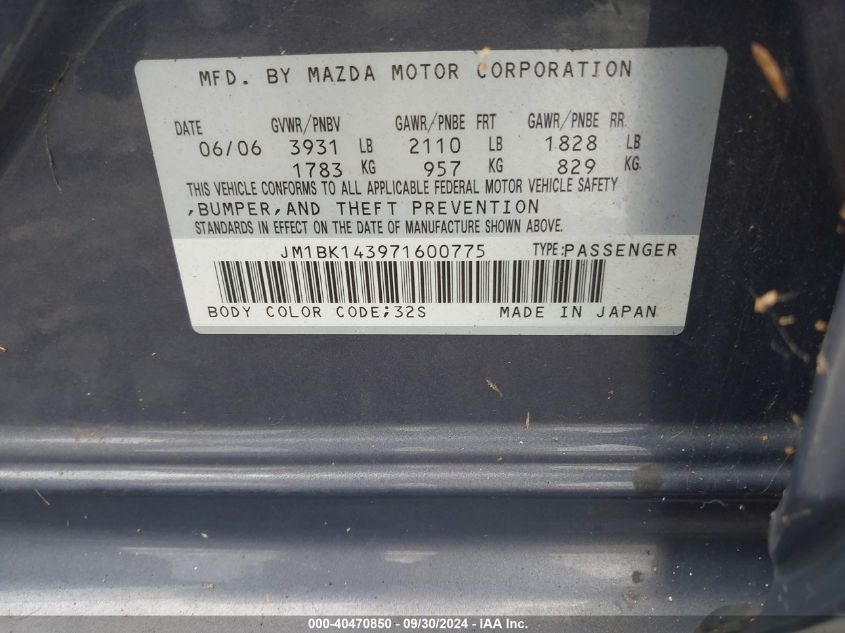 MFD. BY MAZDA MOTOR CORPORATION
DATE GVWR/PNBV GAWR/PNBE FRT GAWR/PNBE RR
06/06 3931 LB 2110 LB 1828 LB
1783 KG 957 KG 829 KG
THIS VEHICLE CONFORMS TO ALL APPLICABLE FEDERAL MOTOR VEHICLE SAFETY
,BUMPER,AND THEFT PREVENTION
STANDARDS IN EFFECT ON THE DATE OF MANUFACTURE SHOWN ABOVE.
JM1BK143971600775 TYPE:PASSENGER
BODY COLOR CODE;32S MADE IN JAPAN
000-40470850 - 09/30/2024 - IAA Inc.